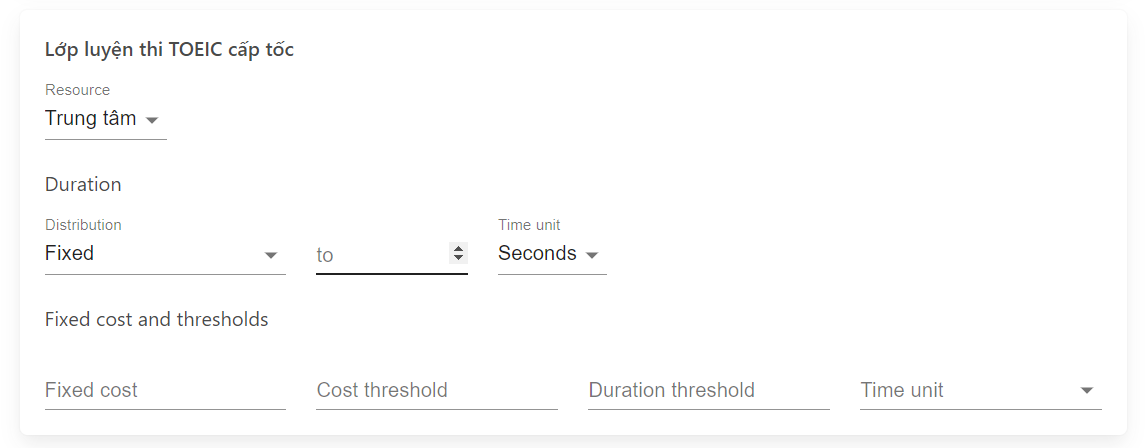 Lớp luyện thi TOEIC cấp tốc
Resource
Trung tâm
Duration
Distribution
Time unit
Fixed
to
Seconds
Fixed cost and thresholds
Fixed cost
Cost threshold
Duration threshold
Time unit